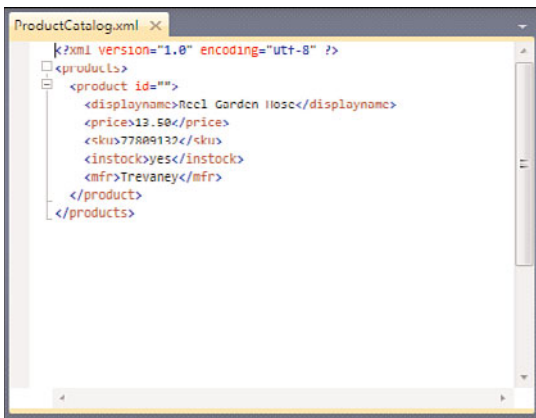 ProductCatalog.xml
<?xml version="1.0" encoding="utf-8" ?>
<products>
<product id="">
<displayname>Reel Garden Hose</displayname>
<price>13.50</price>
<sku>77809132</sku>
<instock>yes</instock>
<mfr>Trevaney</mfr>
</product>
</products>